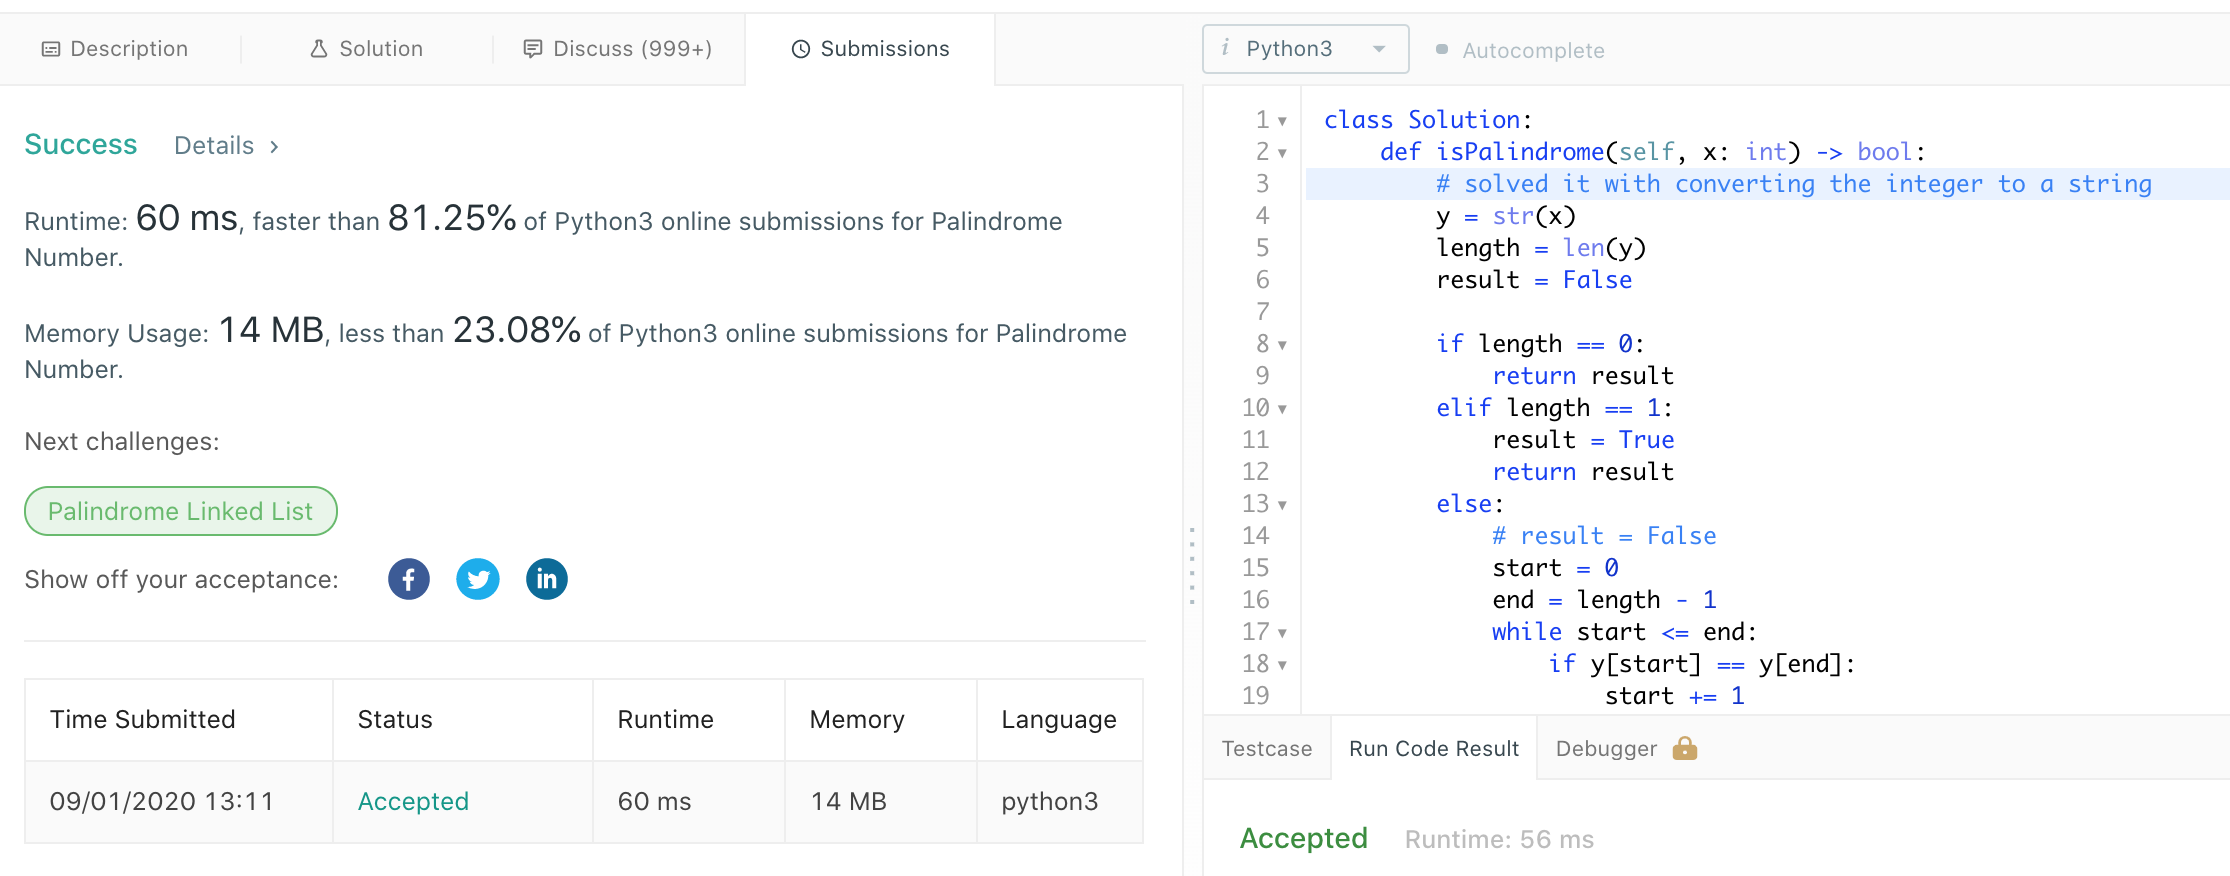 Description
Solution
Discuss (999+)
Submissions
Success Details >
Runtime: 60 ms, faster than 81.25% of Python3 online submissions for Palindrome
Number.
Memory Usage: 14 MB, less than 23.08% of Python3 online submissions for Palindrome
Number.
Next challenges:
Palindrome Linked List
Show off your acceptance:
f
in
Time Submitted Status Runtime Memory Language
09/01/2020 13:11 Accepted 60 ms 14 MB python3
i Python3
Autocomplete
1 class Solution:
2     def isPalindrome(self, x: int) -> bool:
3         # solved it with converting the integer to a string
4         y = str(x)
5         length = len(y)
6         result = False
7
8         if length == 0:
9             return result
10         elif length == 1:
11             result = True
12             return result
13         else:
14             # result = False
15             start = 0
16             end = length - 1
17             while start <= end:
18                 if y[start] == y[end]:
19                     start += 1
Testcase
Run Code Result
Debugger
Accepted Runtime: 56 ms